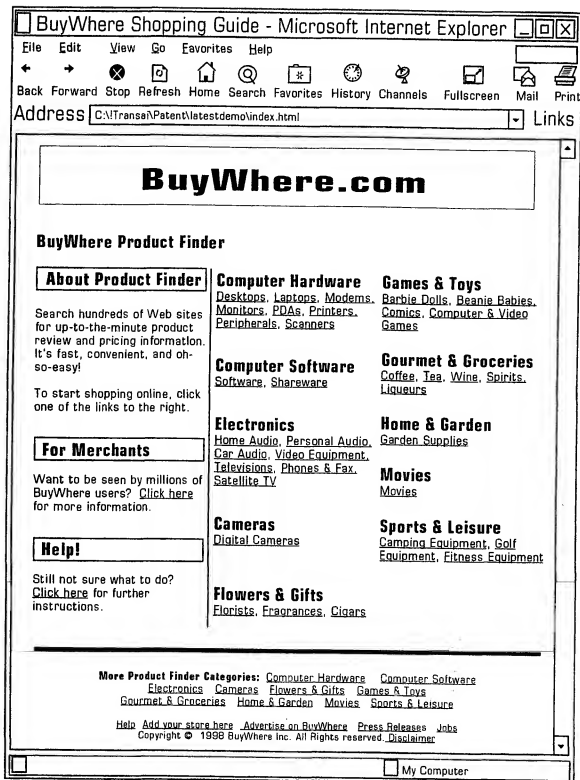 BuyWhere Shopping Guide - Microsoft Internet Explorer
File Edit View Go Favorites Help
Back Forward Stop Refresh Home Search Favorites History Channels Fullscreen Mail Print
Address C:\!Transai\Patent\latestdemo\index.html Links
BuyWhere.com
BuyWhere Product Finder
About Product Finder
Search hundreds of Web sites
for up-to-the-minute product
review and pricing information.
It's fast, convenient, and oh-
so-easy!
To start shopping online, click
one of the links to the right.
For Merchants
Want to be seen by millions of
BuyWhere users? Click here
for more information.
Help!
Still not sure what to do?
Click here for further
instructions.
Computer Hardware
Desktops, Laptops, Modems,
Monitors, PDAs, Printers,
Peripherals, Scanners
Computer Software
Software, Shareware
Electronics
Home Audio, Personal Audio,
Car Audio, Video Equipment,
Televisions, Phones & Fax,
Satellite TV
Cameras
Digital Cameras
Flowers & Gifts
Florists, Fragrances, Cigars
Games & Toys
Barbie Dolls, Beanie Babies,
Comics, Computer & Video
Games
Gourmet & Groceries
Coffee, Tea, Wine, Spirits,
Liqueurs
Home & Garden
Garden Supplies
Movies
Movies
Sports & Leisure
Camping Equipment, Golf
Equipment, Fitness Equipment
More Product Finder Categories: Computer Hardware Computer Software
Electronics Cameras Flowers & Gifts Games & Toys
Gourmet & Groceries Home & Garden Movies Sports & Leisure
Help Add your store here Advertise on BuyWhere Press Releases Jobs
Copyright © 1998 BuyWhere Inc. All Rights reserved. Disclaimer
My Computer